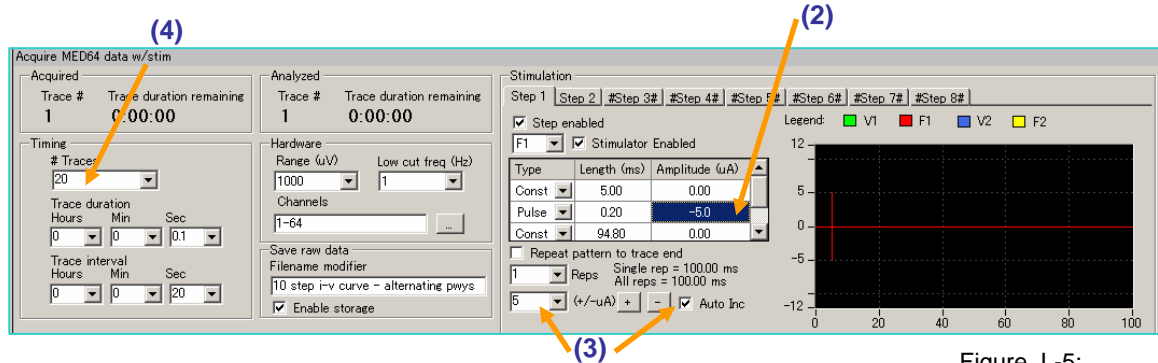 (4)
(2)
Acquire MED64 data w/stim
Acquired
Trace # Trace duration remaining
1 0:00:00
Analyzed
Trace # Trace duration remaining
1 0:00:00
Timing
# Traces
20
Trace duration
Hours Min Sec
0 0 0.1
Trace interval
Hours Min Sec
0 0 20
Hardware
Range (uV) Low cut freq (Hz)
1000 1
Channels
1-64 ...
Save raw data
Filename modifier
10 step i-v curve - alternating pwys
Enable storage
Stimulation
Step 1 Step 2 #Step 3# #Step 4# #Step 5# #Step 6# #Step 7# #Step 8#
Step enabled
F1 Stimulator Enabled
Type Length (ms) Amplitude (uA)
Const 5.00 0.00
Pulse 0.20 -5.0
Const 94.80 0.00
Repeat pattern to trace end
1 Reps Single rep = 100.00 ms
All reps = 100.00 ms
5 (+/-uA) + - Auto Inc
Legend: V1 F1 V2 F2
12
5
0
-5
-12
0 20 40 60 80 100
(3)
Figure L-5: